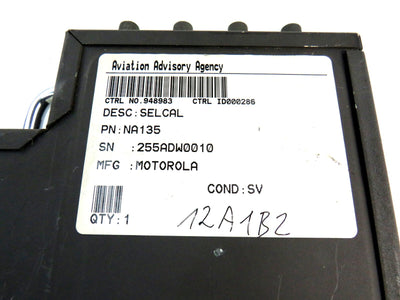 Aviation Advisory Agency
CTRL NO.948983 CTRL ID000286
DESC:SELCAL
PN:NA135
SN :255ADW0010
MFG :MOTOROLA
COND:SV
QTY:1
12A1B2